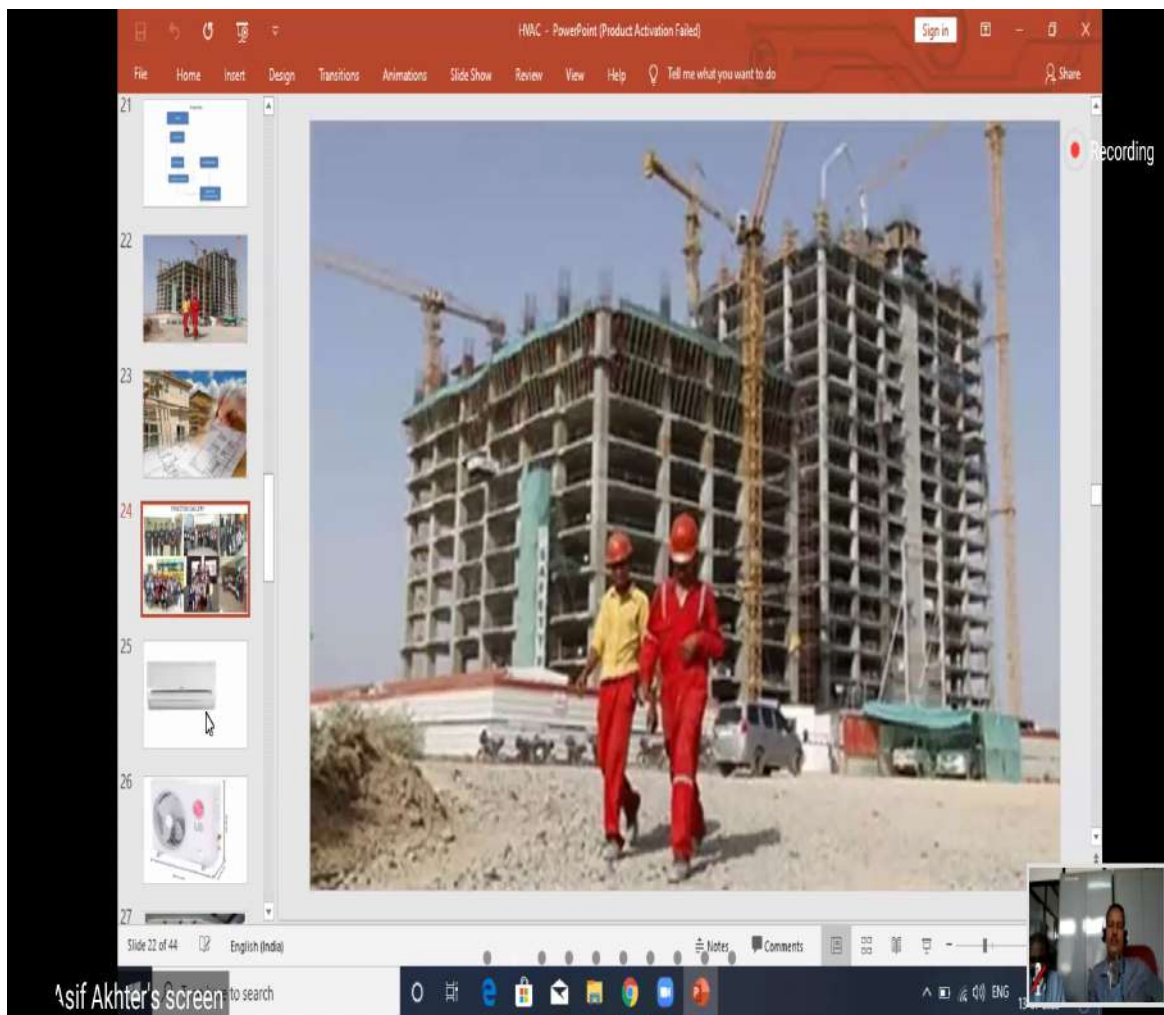 HVAC - PowerPoint (Product Activation Failed)
Sign in
File Home Insert Design Transitions Animations Slide Show Review View Help Tell me what you want to do
Share
Recording
21
22
23
24
25
26
27
SAFETY
LG
Slide 22 of 44 English (India)
Notes Comments
Asif Akhter's screen
to search
ENG